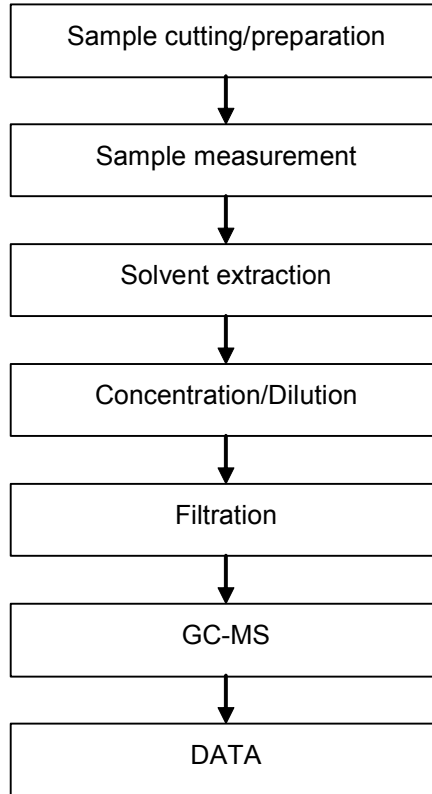 Sample cutting/preparation
Sample measurement
Solvent extraction
Concentration/Dilution
Filtration
GC-MS
DATA